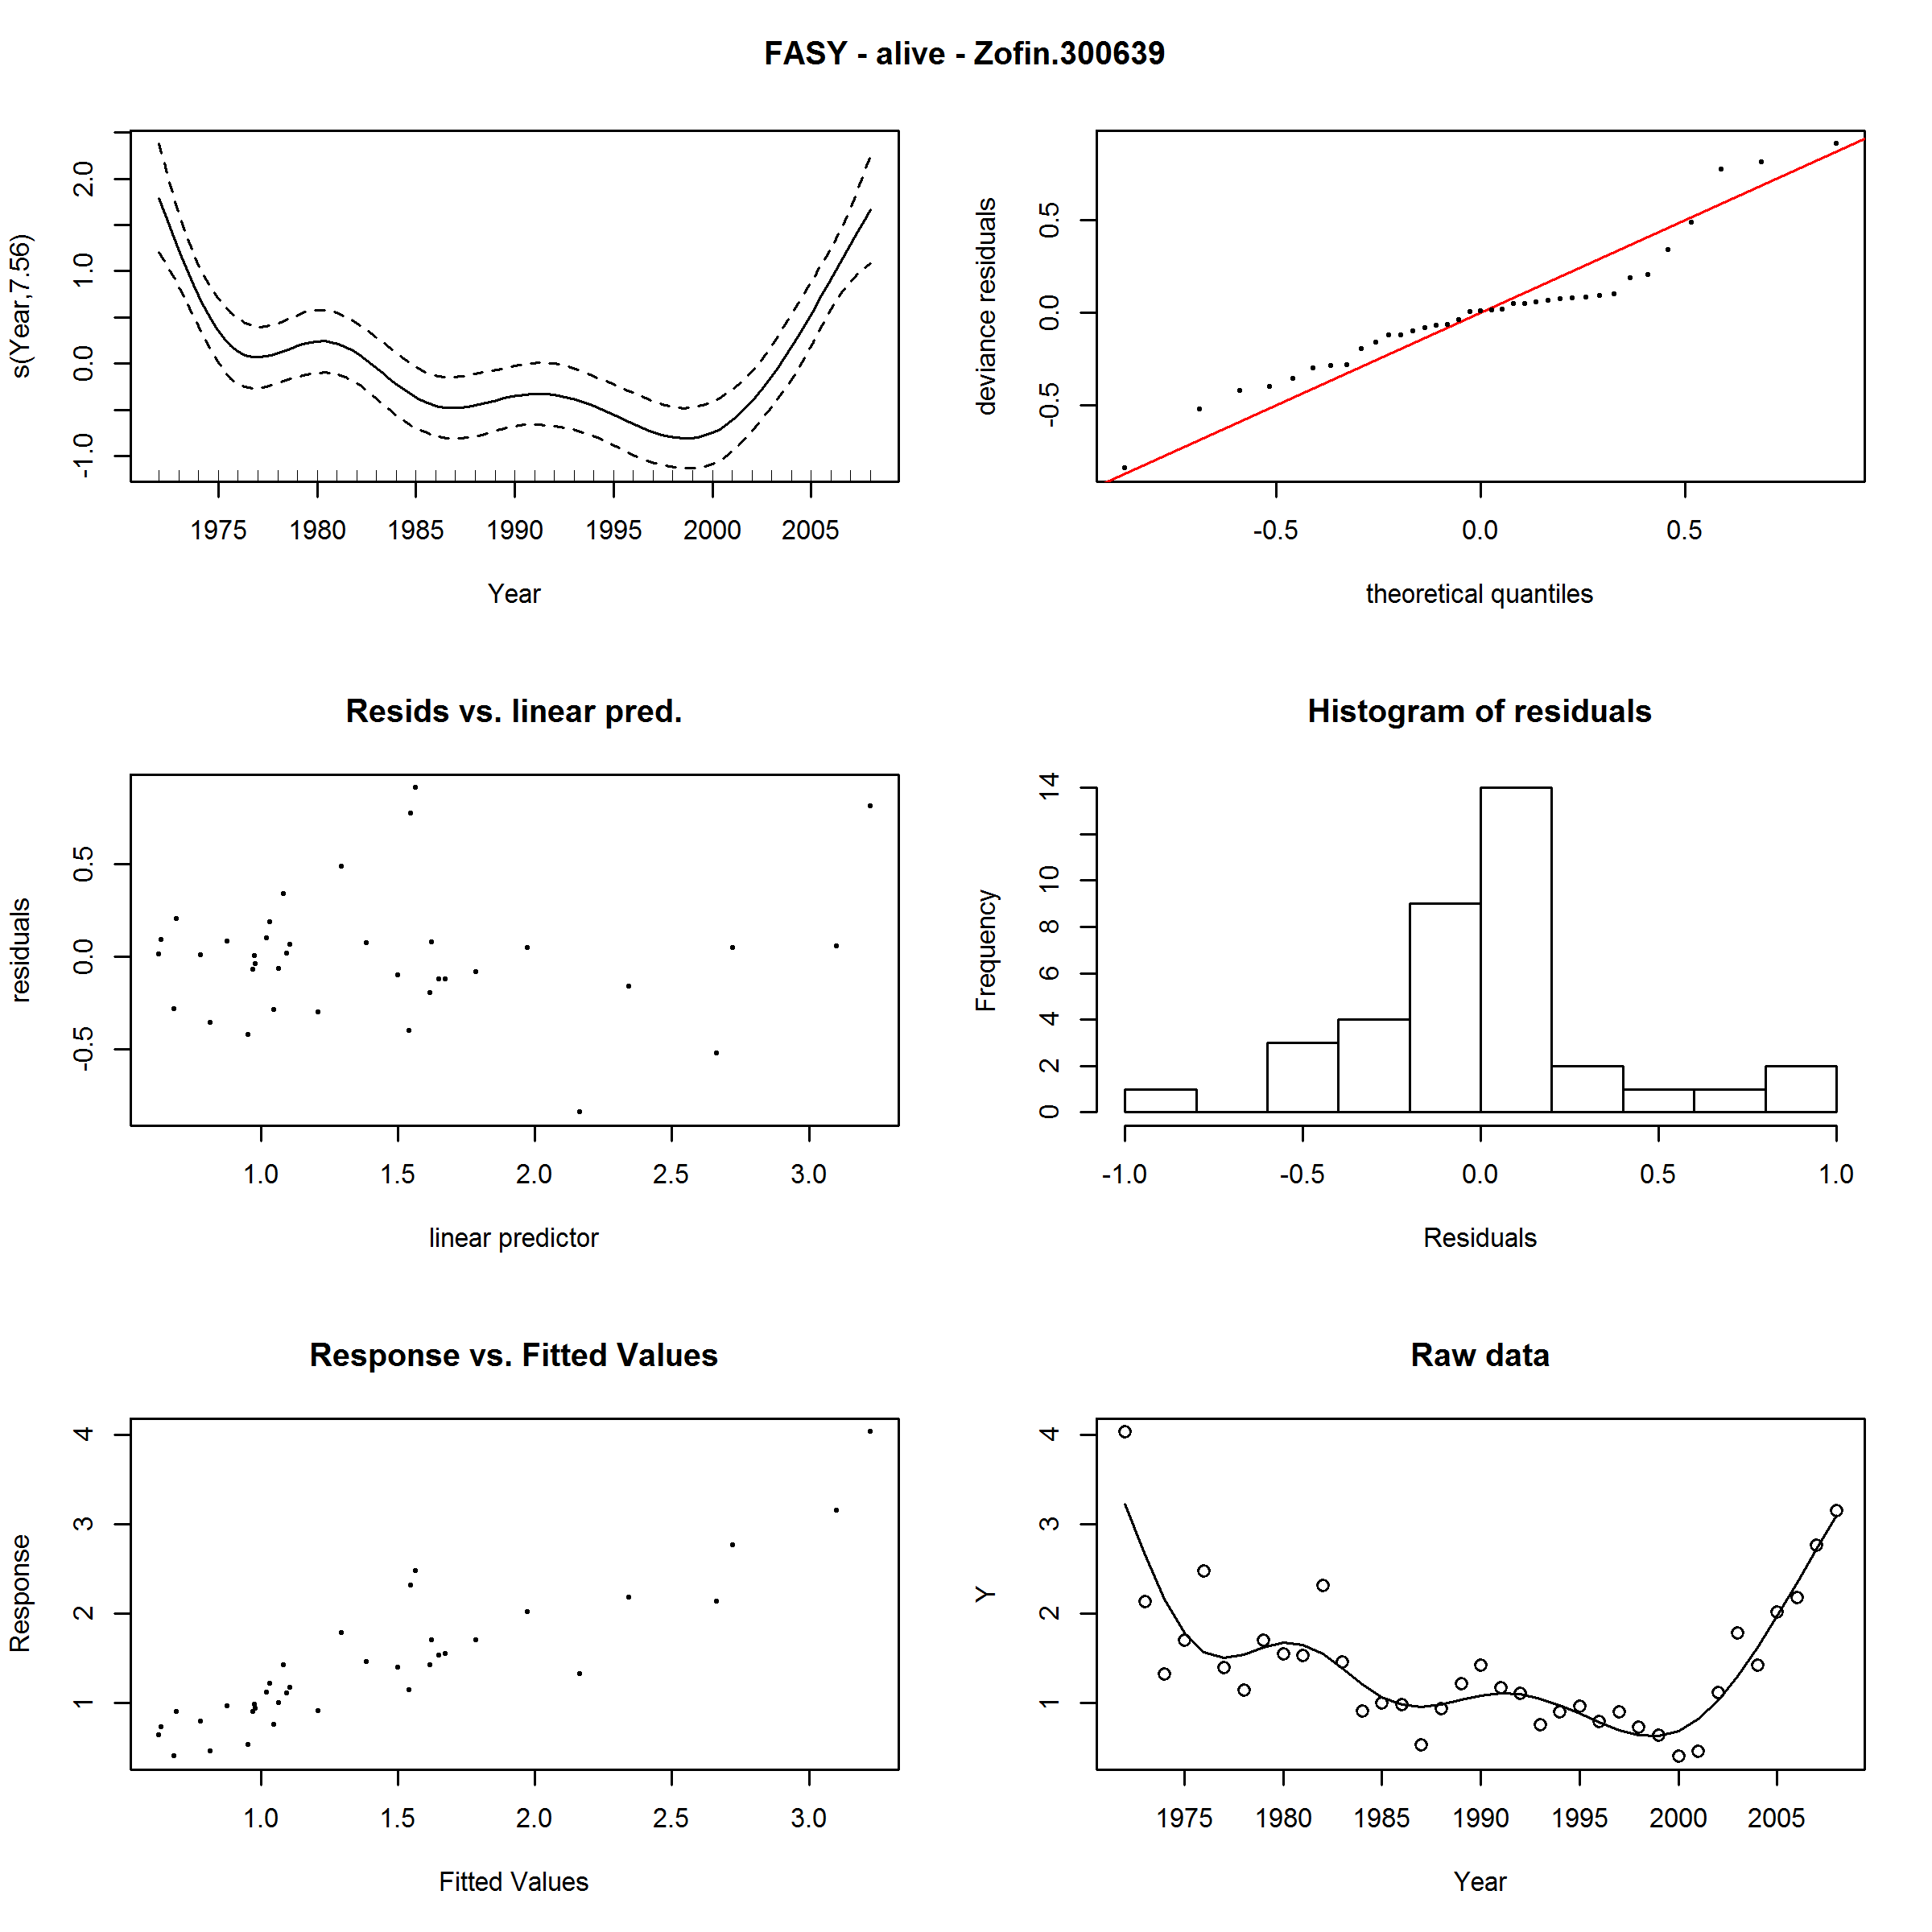 FASY - alive - Zofin.300639
s(Year,7.56)
-1.0 0.0 1.0 2.0
1975 1980 1985 1990 1995 2000 2005
Year
deviance residuals
-0.5 0.0 0.5
-0.5 0.0 0.5
theoretical quantiles
Resids vs. linear pred.
residuals
-0.5 0.0 0.5
1.0 1.5 2.0 2.5 3.0
linear predictor
Histogram of residuals
Frequency
0 2 4 6 8 10 14
-1.0 -0.5 0.0 0.5 1.0
Residuals
Response vs. Fitted Values
Response
1 2 3 4
1.0 1.5 2.0 2.5 3.0
Fitted Values
Raw data
Y
1 2 3 4
1975 1980 1985 1990 1995 2000 2005
Year